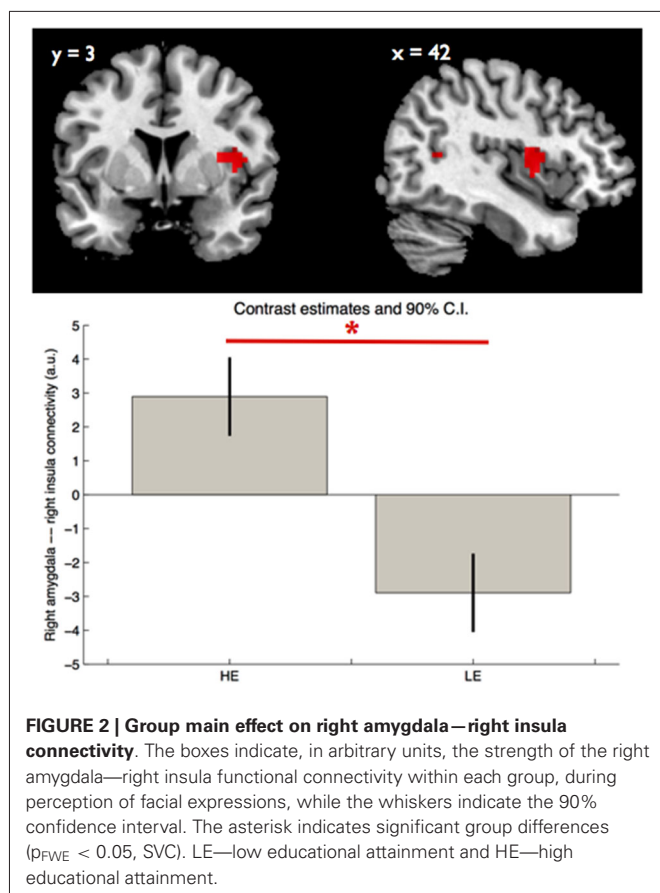 y = 3
x = 42
Contrast estimates and 90% C.I.
*
Right amygdala –– right insula connectivity (a.u.)
5
4
3
2
1
0
−1
−2
−3
−4
−5
HE
LE
FIGURE 2 | Group main effect on right amygdala—right insula
connectivity. The boxes indicate, in arbitrary units, the strength of the right
amygdala—right insula functional connectivity within each group, during
perception of facial expressions, while the whiskers indicate the 90%
confidence interval. The asterisk indicates significant group differences
(pFWE < 0.05, SVC). LE—low educational attainment and HE—high
educational attainment.